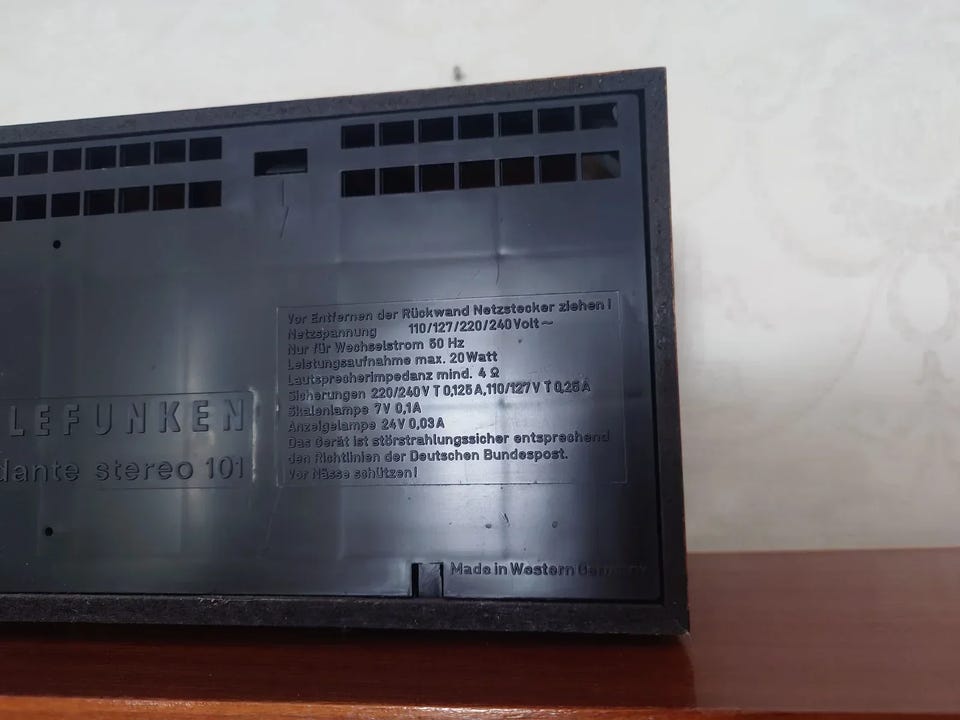 Vor Entfernen der Rückwand Netzstecker ziehen!
Netzspannung 110/127/220/240 Volt ~
Nur für Wechselstrom 50 Hz
Leistungsaufnahme max. 20 Watt
Lautsprecherimpedanz mind. 4 Ω
Sicherungen 220/240V T 0,125 A, 110/127 V T 0,25 A
Skalenlampe 7V 0,1A
Anzeigelampe 24V 0,03A
Das Gerät ist störstrahlungssicher entsprechend
den Richtlinien der Deutschen Bundespost.
Vor Nässe schützen!
LEFUNKEN
dante stereo 101
Made in Western Germany